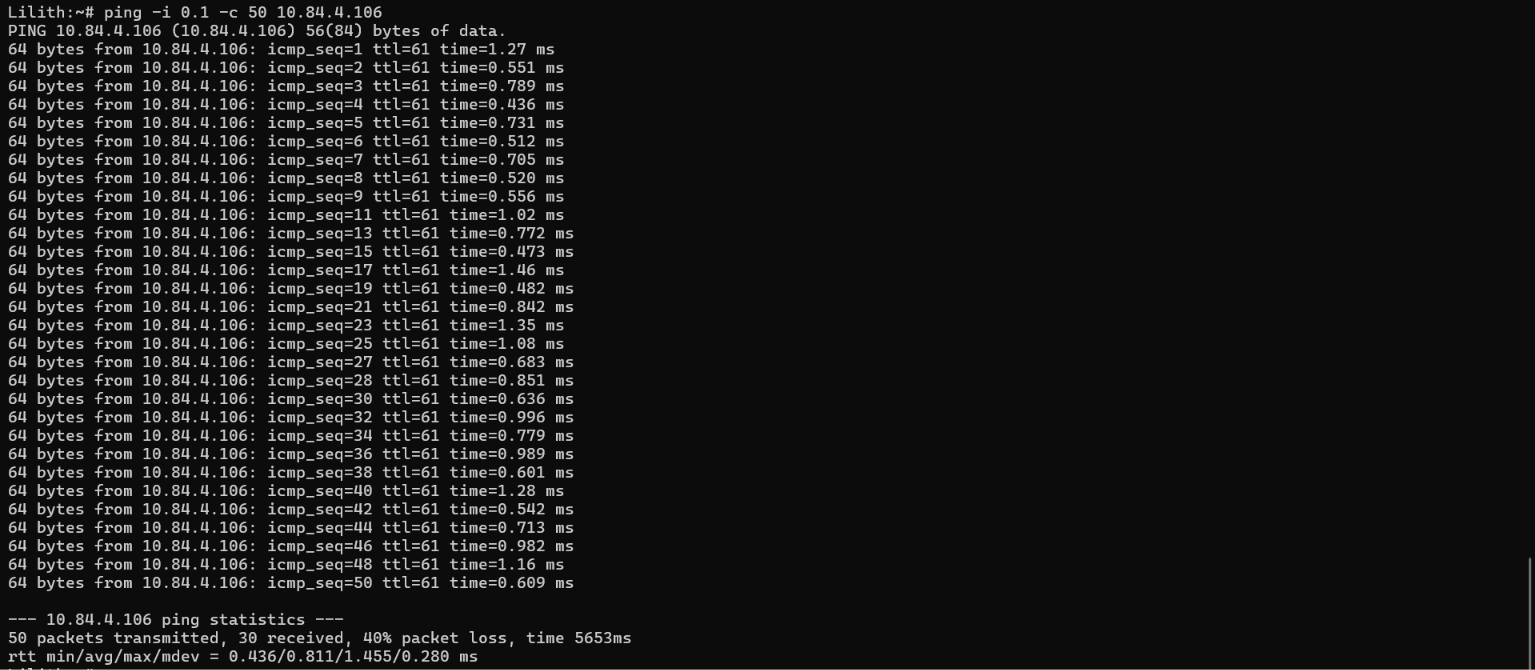 Lilith:~# ping -i 0.1 -c 50 10.84.4.106
PING 10.84.4.106 (10.84.4.106) 56(84) bytes of data.
64 bytes from 10.84.4.106: icmp_seq=1 ttl=61 time=1.27 ms
64 bytes from 10.84.4.106: icmp_seq=2 ttl=61 time=0.551 ms
64 bytes from 10.84.4.106: icmp_seq=3 ttl=61 time=0.789 ms
64 bytes from 10.84.4.106: icmp_seq=4 ttl=61 time=0.436 ms
64 bytes from 10.84.4.106: icmp_seq=5 ttl=61 time=0.731 ms
64 bytes from 10.84.4.106: icmp_seq=6 ttl=61 time=0.512 ms
64 bytes from 10.84.4.106: icmp_seq=7 ttl=61 time=0.705 ms
64 bytes from 10.84.4.106: icmp_seq=8 ttl=61 time=0.520 ms
64 bytes from 10.84.4.106: icmp_seq=9 ttl=61 time=0.556 ms
64 bytes from 10.84.4.106: icmp_seq=11 ttl=61 time=1.02 ms
64 bytes from 10.84.4.106: icmp_seq=13 ttl=61 time=0.772 ms
64 bytes from 10.84.4.106: icmp_seq=15 ttl=61 time=0.473 ms
64 bytes from 10.84.4.106: icmp_seq=17 ttl=61 time=1.46 ms
64 bytes from 10.84.4.106: icmp_seq=19 ttl=61 time=0.482 ms
64 bytes from 10.84.4.106: icmp_seq=21 ttl=61 time=0.842 ms
64 bytes from 10.84.4.106: icmp_seq=23 ttl=61 time=1.35 ms
64 bytes from 10.84.4.106: icmp_seq=25 ttl=61 time=1.08 ms
64 bytes from 10.84.4.106: icmp_seq=27 ttl=61 time=0.683 ms
64 bytes from 10.84.4.106: icmp_seq=28 ttl=61 time=0.851 ms
64 bytes from 10.84.4.106: icmp_seq=30 ttl=61 time=0.636 ms
64 bytes from 10.84.4.106: icmp_seq=32 ttl=61 time=0.996 ms
64 bytes from 10.84.4.106: icmp_seq=34 ttl=61 time=0.779 ms
64 bytes from 10.84.4.106: icmp_seq=36 ttl=61 time=0.989 ms
64 bytes from 10.84.4.106: icmp_seq=38 ttl=61 time=0.601 ms
64 bytes from 10.84.4.106: icmp_seq=40 ttl=61 time=1.28 ms
64 bytes from 10.84.4.106: icmp_seq=42 ttl=61 time=0.542 ms
64 bytes from 10.84.4.106: icmp_seq=44 ttl=61 time=0.713 ms
64 bytes from 10.84.4.106: icmp_seq=46 ttl=61 time=0.982 ms
64 bytes from 10.84.4.106: icmp_seq=48 ttl=61 time=1.16 ms
64 bytes from 10.84.4.106: icmp_seq=50 ttl=61 time=0.609 ms
--- 10.84.4.106 ping statistics ---
50 packets transmitted, 30 received, 40% packet loss, time 5653ms
rtt min/avg/max/mdev = 0.436/0.811/1.455/0.280 ms